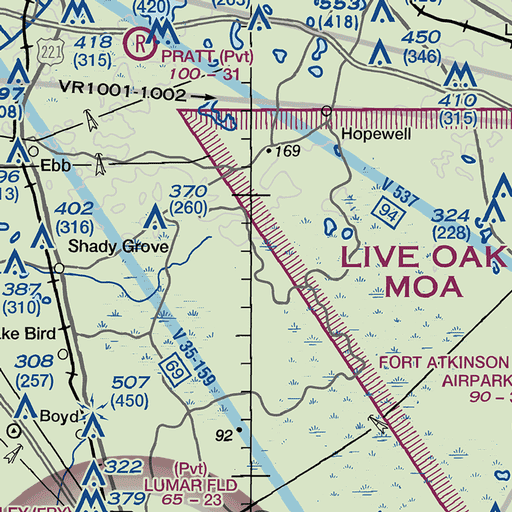 (420)
553
(418)
450
(346)
221
418
(315)
R
PRATT (Pvt)
100 - 31
VR1001-1002
410
(315)
Hopewell
169
Ebb
V 537
94
370
(260)
402
(316)
324
(228)
Shady Grove
LIVE OAK
MOA
387
(310)
V 35-159
69
308
(257)
FORT ATKINSON
AIRPARK
507
(450)
Boyd
92
322
379
(Pvt)
LUMAR FLD
65 - 23